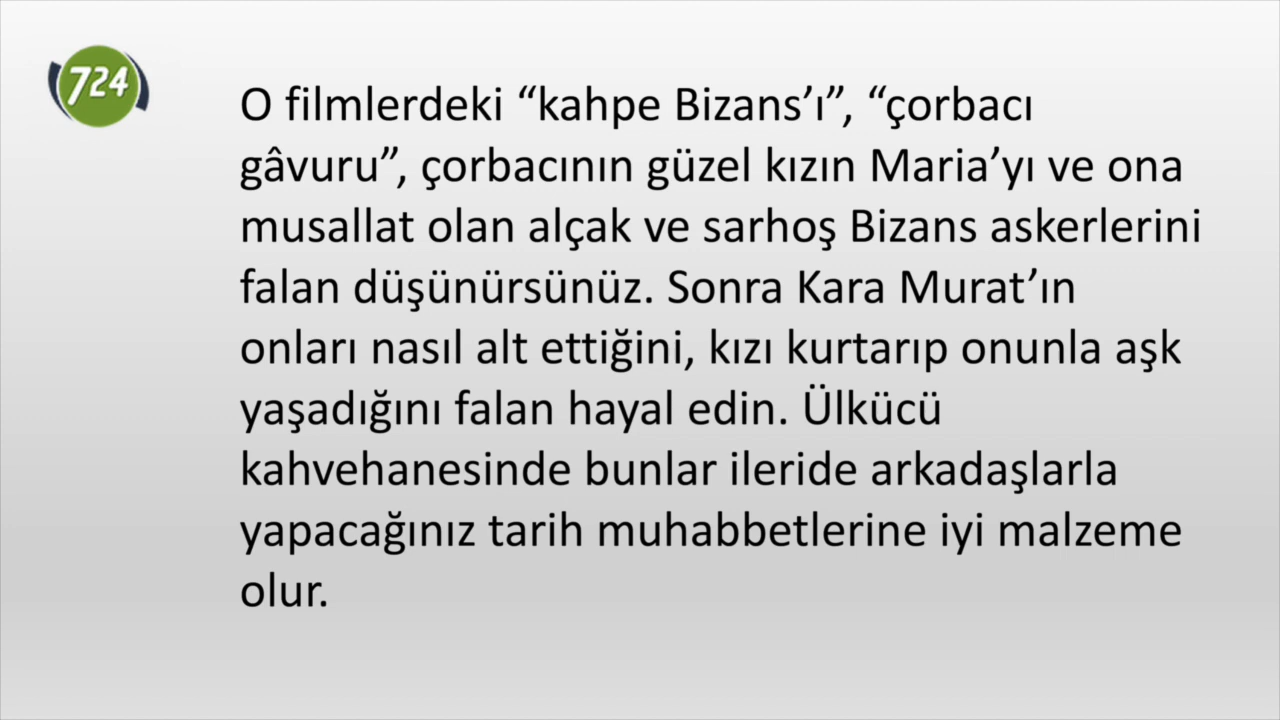 724
O filmlerdeki “kahpe Bizans’ı”, “çorbacı
gâvuru”, çorbacının güzel kızın Maria’yı ve ona
musallat olan alçak ve sarhoş Bizans askerlerini
falan düşünürsünüz. Sonra Kara Murat’ın
onları nasıl alt ettiğini, kızı kurtarıp onunla aşk
yaşadığını falan hayal edin. Ülkücü
kahvehanesinde bunlar ileride arkadaşlarla
yapacağınız tarih muhabbetlerine iyi malzeme
olur.